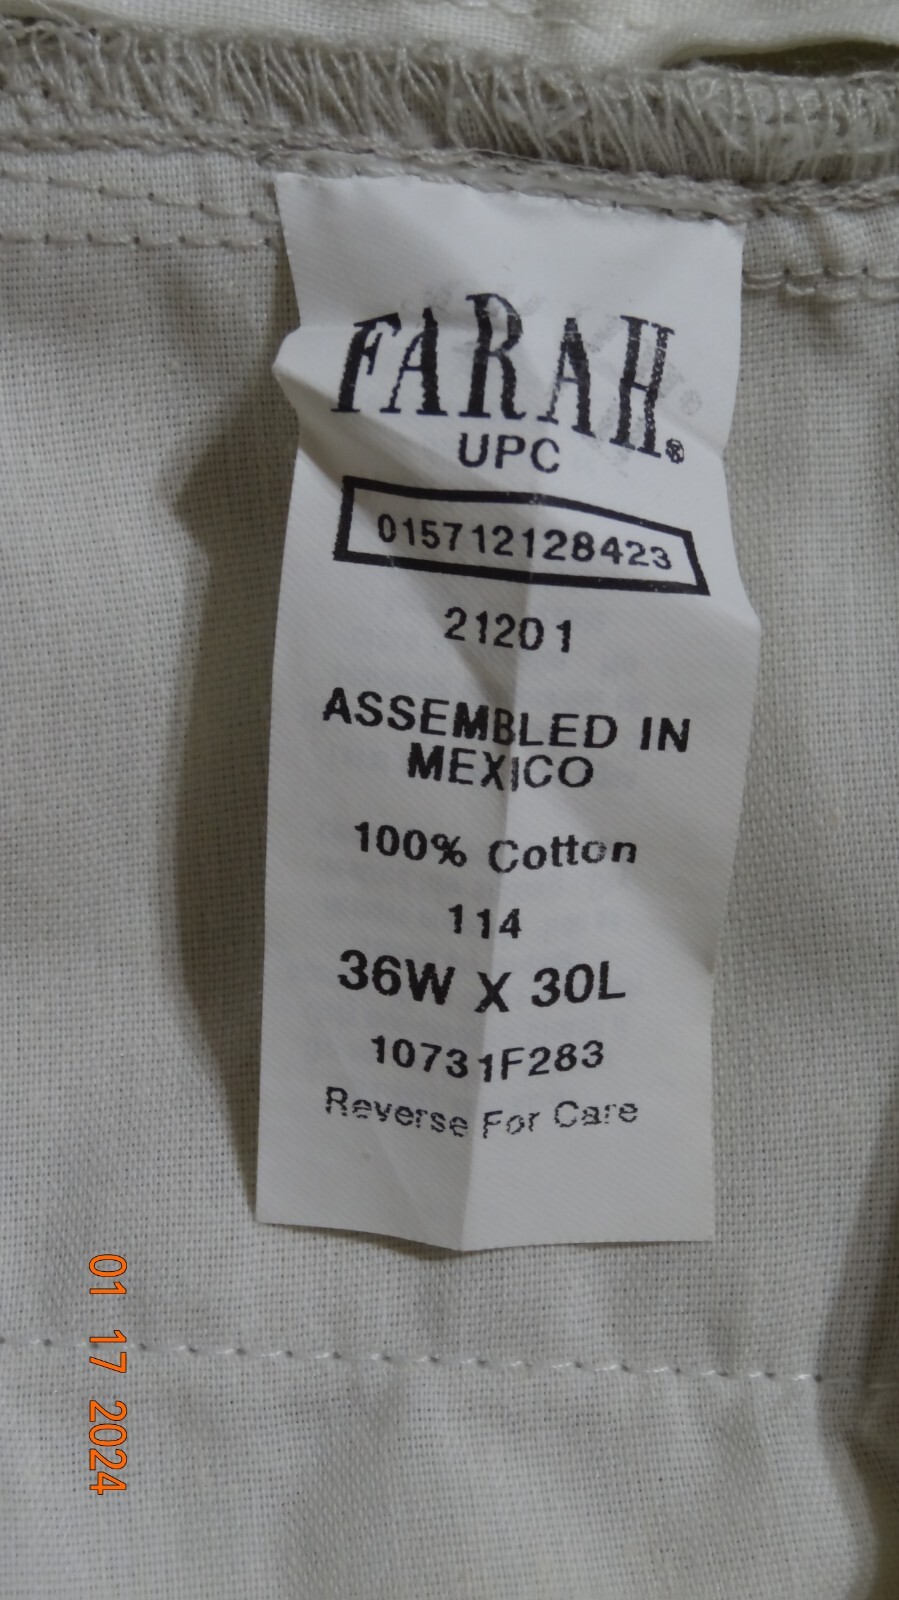 FARAH®
UPC
015712128423
21201
ASSEMBLED IN
MEXICO
100% Cotton
114
36W X 30L
10731F283
Reverse For Care
01 17 2024